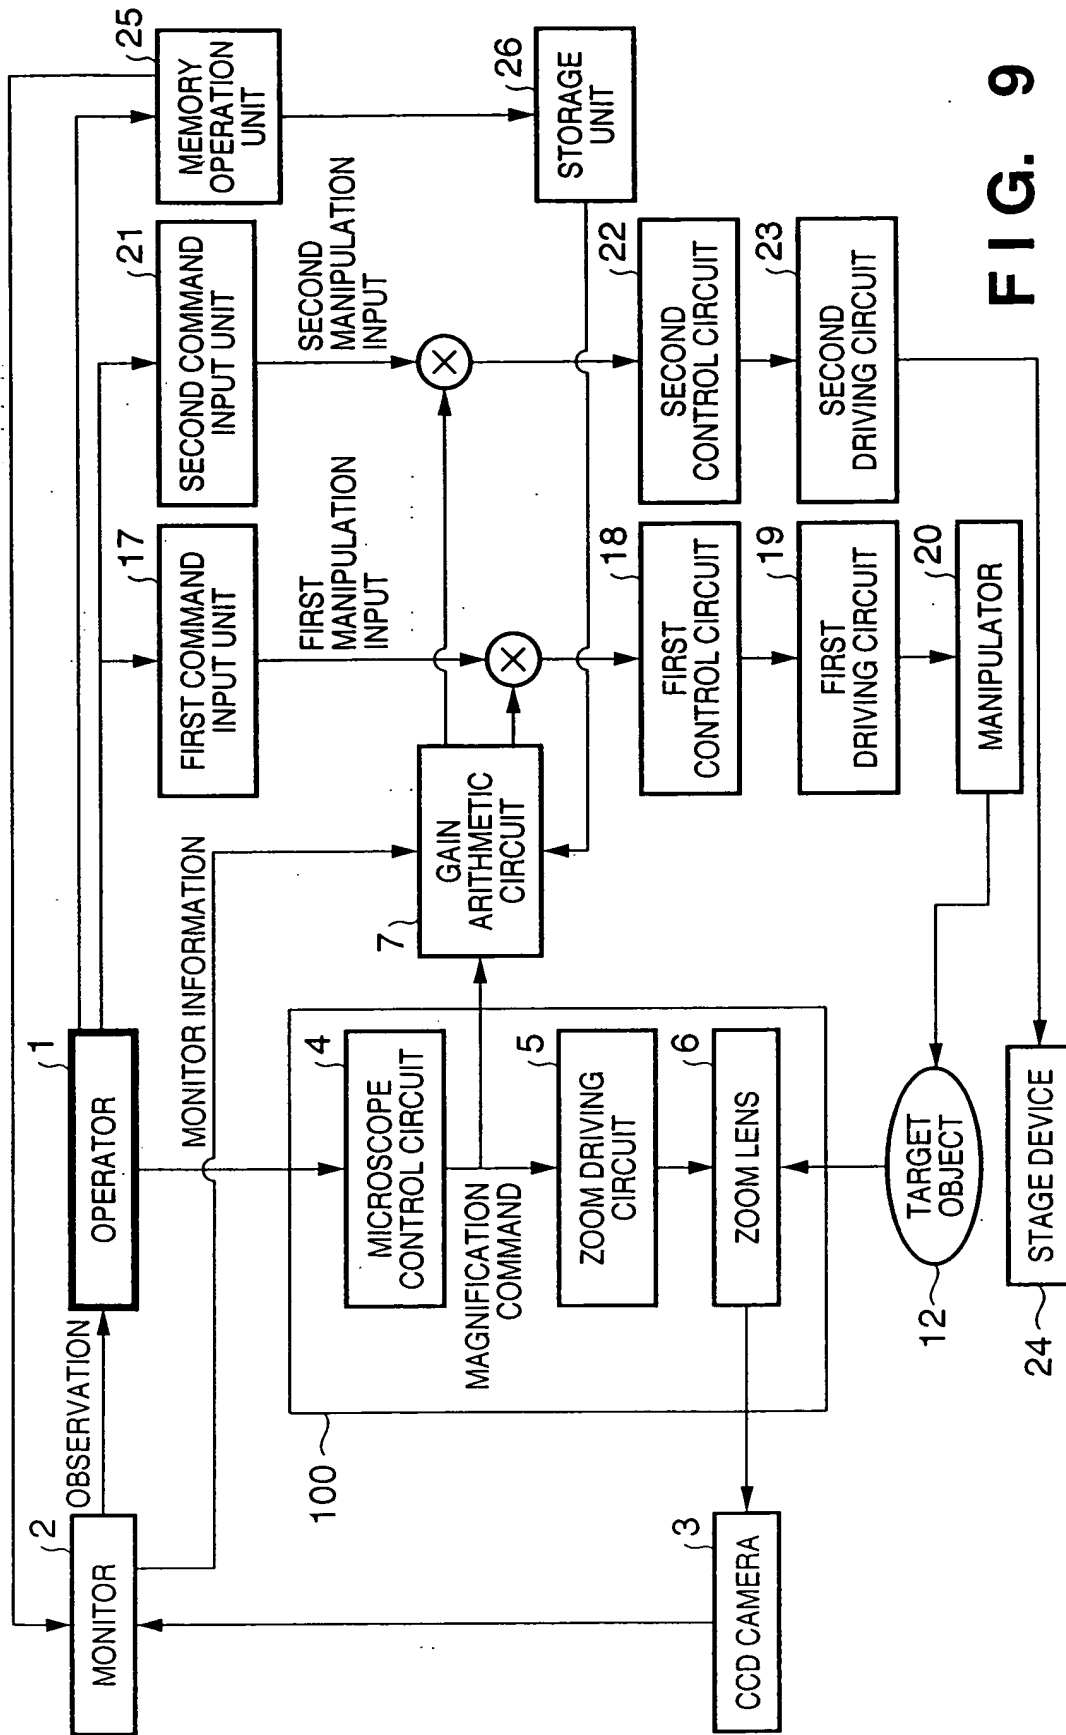 OPERATOR
1
MONITOR
2
OBSERVATION
MONITOR INFORMATION
FIRST COMMAND
INPUT UNIT
17
SECOND COMMAND
INPUT UNIT
21
MEMORY
OPERATION
UNIT
25
FIRST
MANIPULATION
INPUT
SECOND
MANIPULATION
INPUT
STORAGE
UNIT
26
MICROSCOPE
CONTROL CIRCUIT
4
MAGNIFICATION
COMMAND
GAIN
ARITHMETIC
CIRCUIT
7
×
×
100
ZOOM DRIVING
CIRCUIT
5
ZOOM LENS
6
FIRST
CONTROL CIRCUIT
18
SECOND
CONTROL CIRCUIT
22
CCD CAMERA
3
FIRST
DRIVING CIRCUIT
19
SECOND
DRIVING CIRCUIT
23
TARGET
OBJECT
12
MANIPULATOR
20
STAGE DEVICE
24
FIG. 9